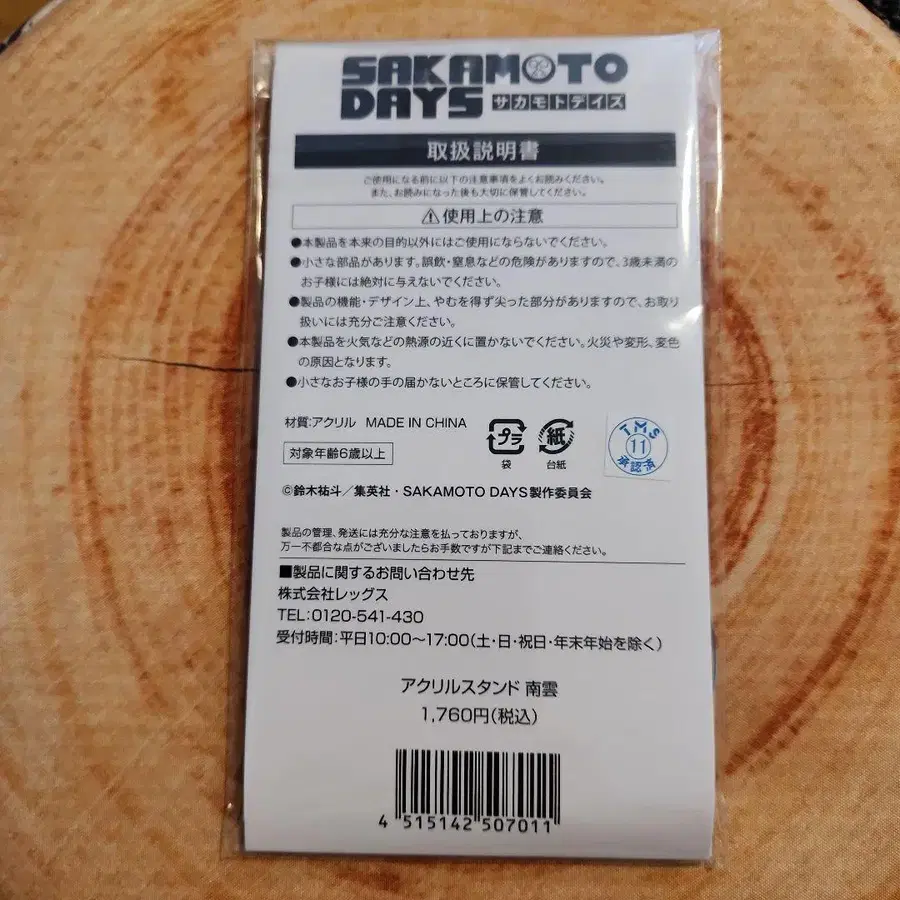 SAKAMOTO
DAYS サカモトデイズ
取扱説明書
ご使用になる前に以下の注意事項をよくお読みください。
また、お読みになった後も大切に保管してください。
⚠使用上の注意
●本製品を本来の目的以外にはご使用にならないでください。
●小さな部品があります。誤飲・窒息などの危険がありますので、3歳未満の
お子様には絶対に与えないでください。
●製品の機能・デザイン上、やむを得ず尖った部分がありますので、お取り
扱いには充分ご注意ください。
●本製品を火気などの熱源の近くに置かないでください。火災や変形、変色
の原因となります。
●小さなお子様の手の届かないところに保管してください。
材質:アクリル MADE IN CHINA
対象年齢6歳以上
プラ
袋
紙
台紙
TMS
11
承認済
©鈴木祐斗/集英社・SAKAMOTO DAYS製作委員会
製品の管理、発送には充分な注意を払っておりますが、
万一不都合な点がございましたらお手数ですが下記までご連絡ください。
■製品に関するお問い合わせ先
株式会社レッグス
TEL:0120-541-430
受付時間:平日10:00〜17:00(土・日・祝日・年末年始を除く)
アクリルスタンド 南雲
1,760円(税込)
4 515142 507011